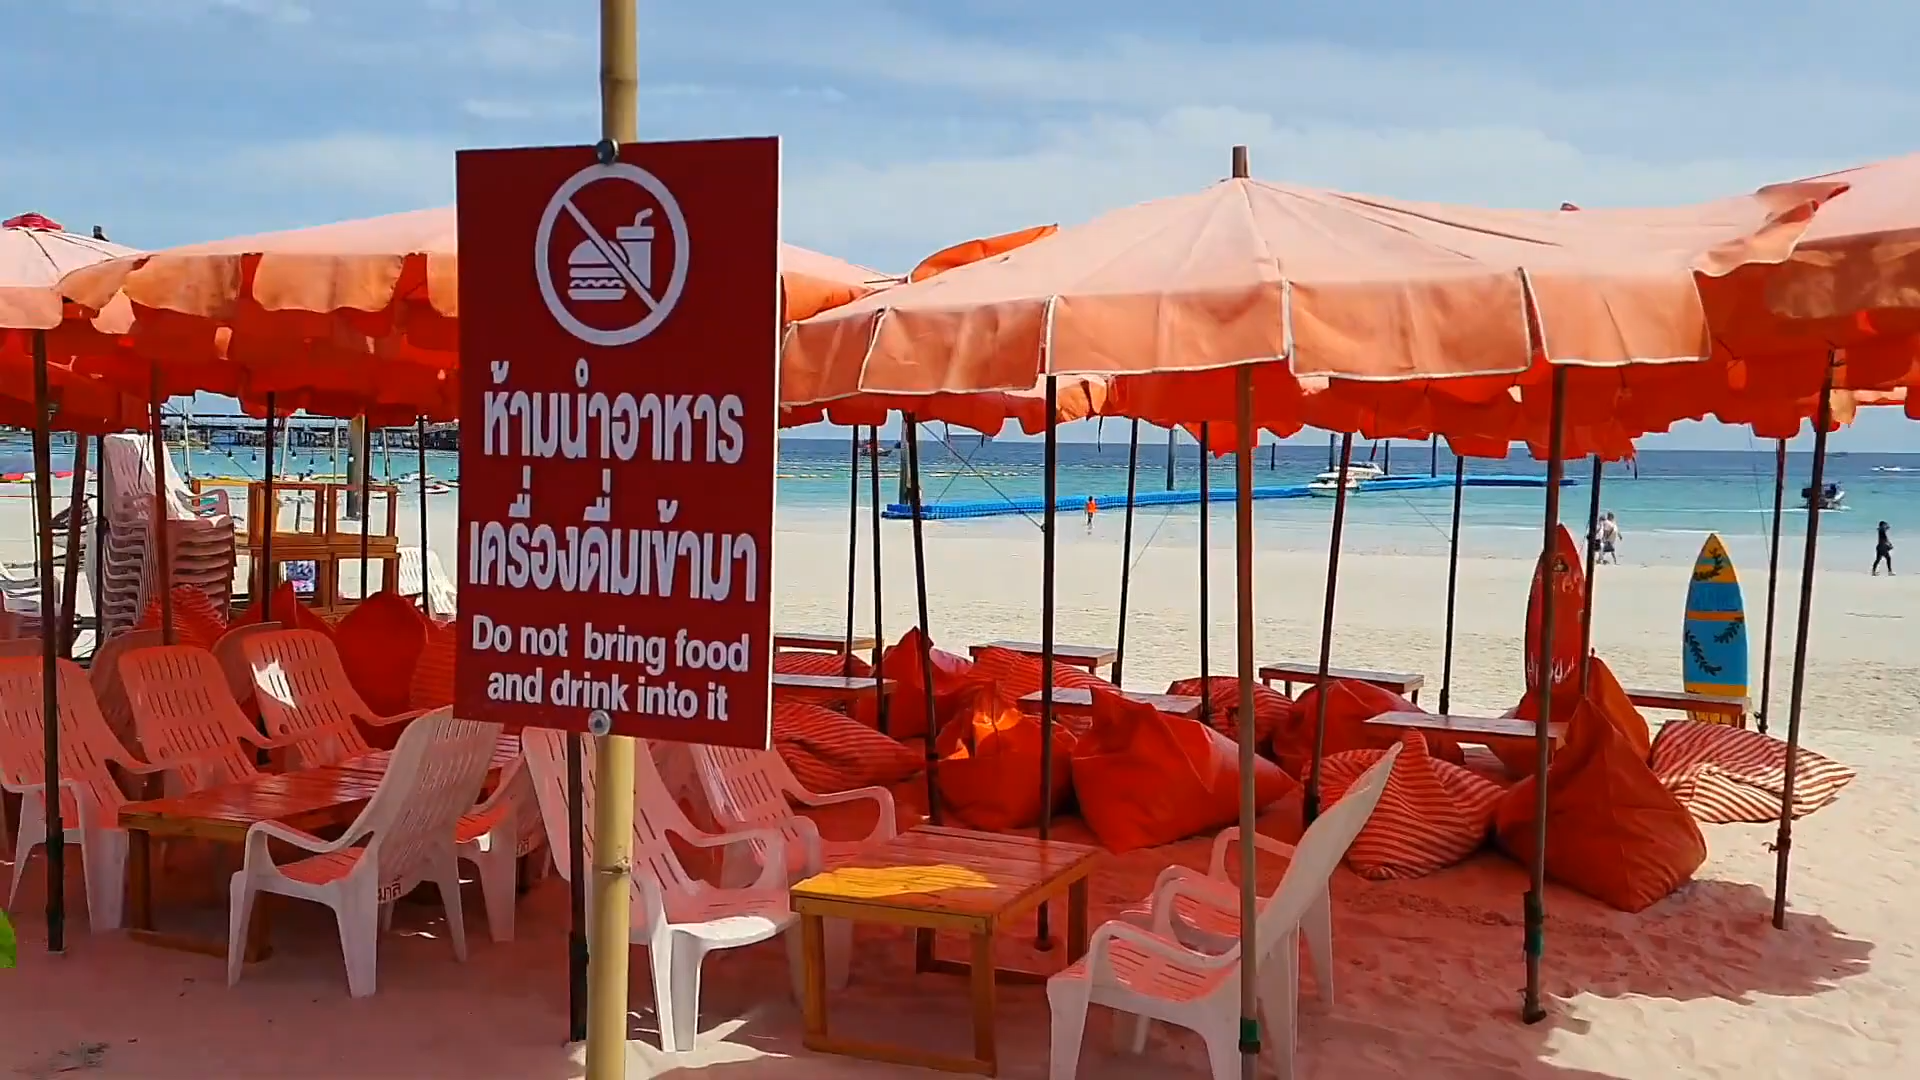 ห้ามนำอาหาร
เครื่องดื่มเข้ามา
Do not bring food
and drink into it